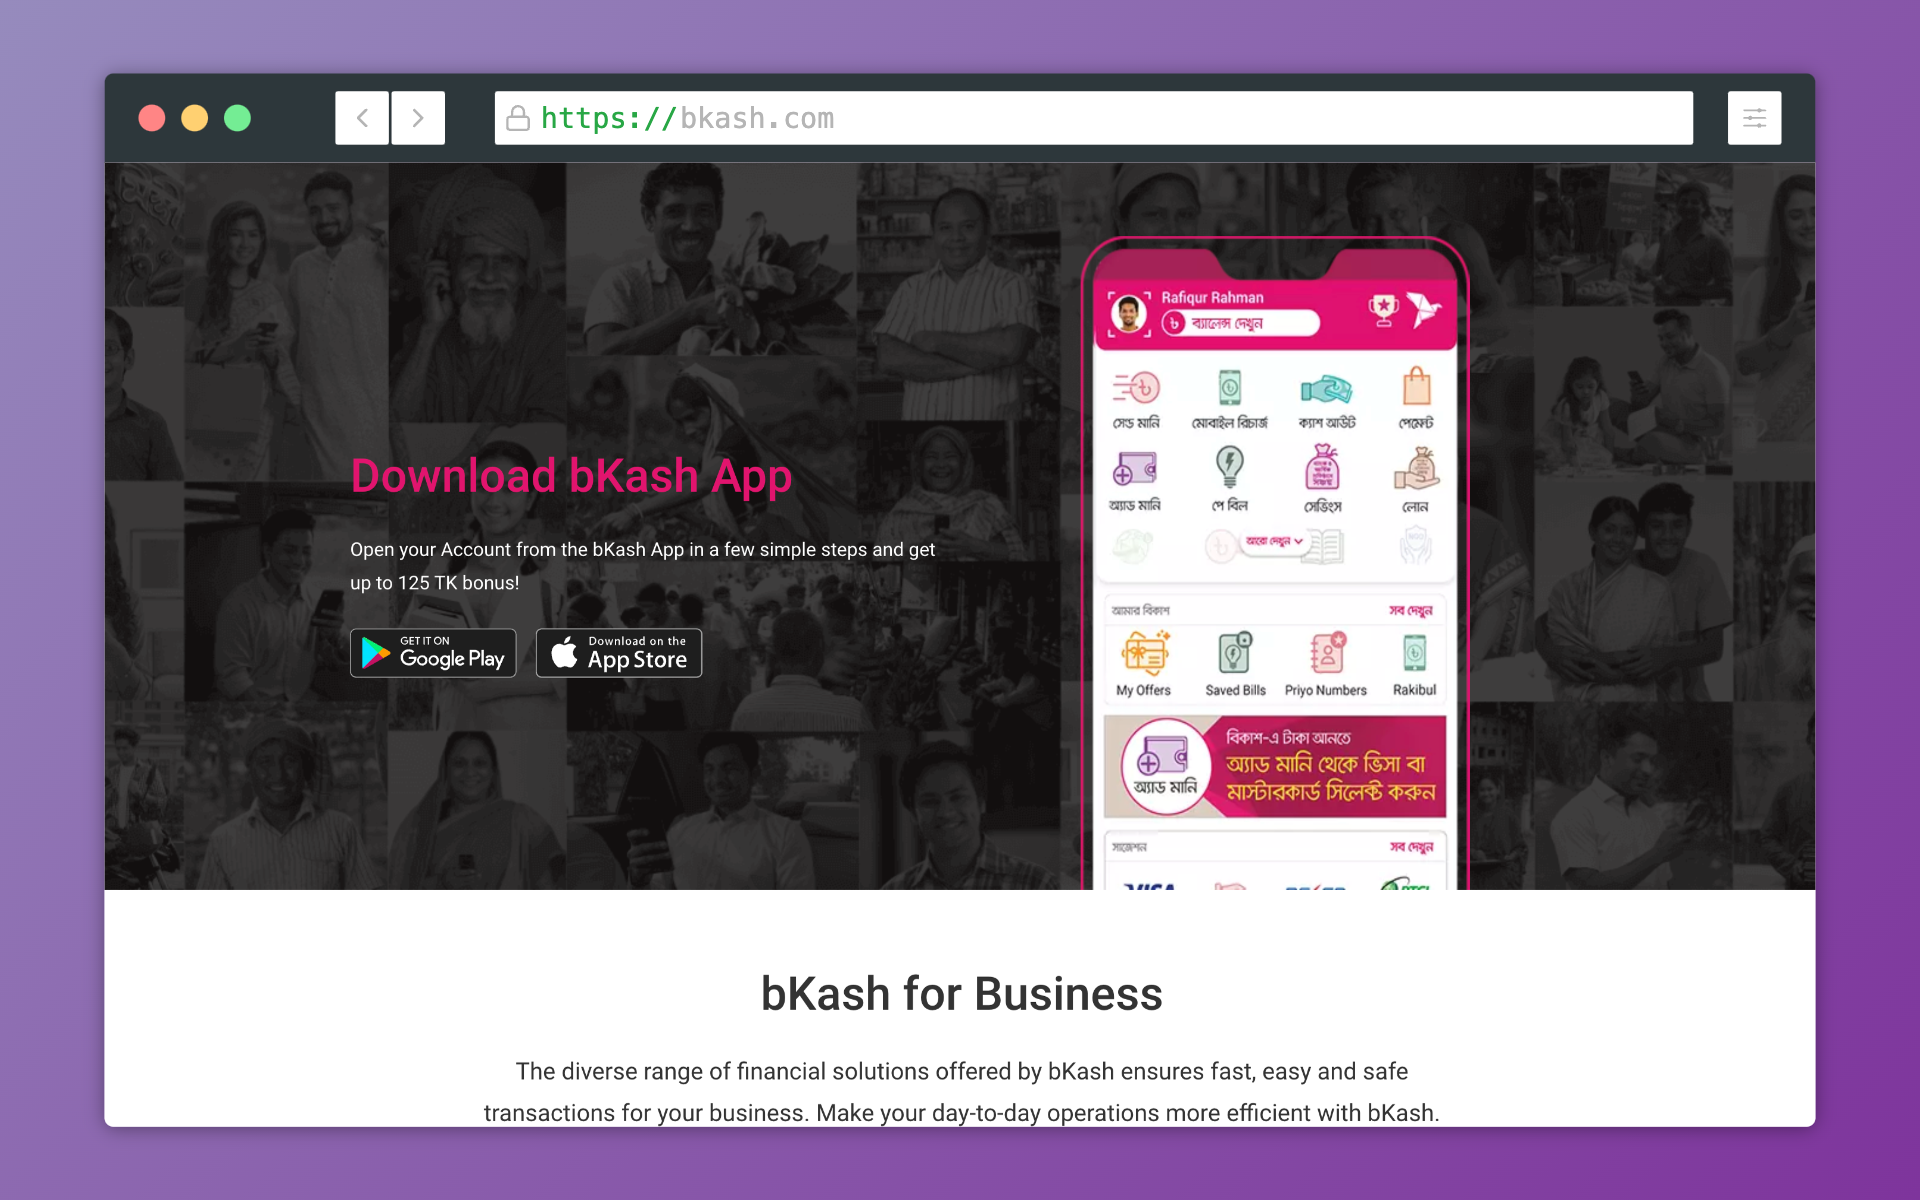 https://bkash.com
Download bKash App
Open your Account from the bKash App in a few simple steps and get
up to 125 TK bonus!
GET IT ON
Google Play
Download on the
App Store
Rafiqur Rahman
৳ ব্যালেন্স দেখুন
সেন্ড মানি
মোবাইল রিচার্জ
ক্যাশ আউট
পেমেন্ট
অ্যাড মানি
পে বিল
সেভিংস
লোন
আরো দেখুন
আমার বিকাশ
সব দেখুন
My Offers
Saved Bills
Priyo Numbers
Rakibul
অ্যাড মানি
বিকাশ-এ টাকা আনতে
অ্যাড মানি থেকে ভিসা বা
মাস্টারকার্ড সিলেক্ট করুন
সাজেশন
সব দেখুন
VISA
bKash for Business
The diverse range of financial solutions offered by bKash ensures fast, easy and safe
transactions for your business. Make your day-to-day operations more efficient with bKash.